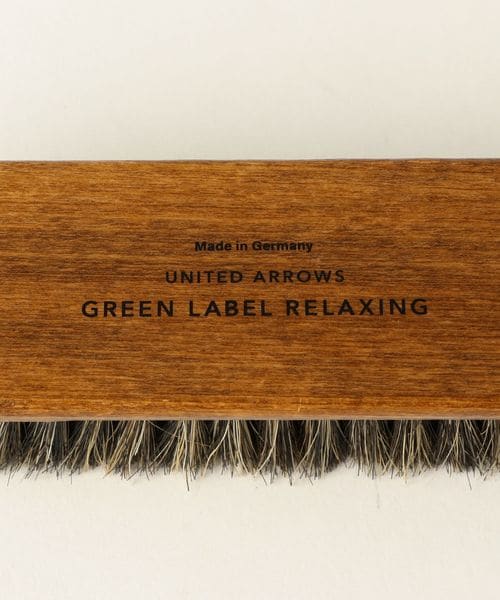 Made in Germany
UNITED ARROWS
GREEN LABEL RELAXING